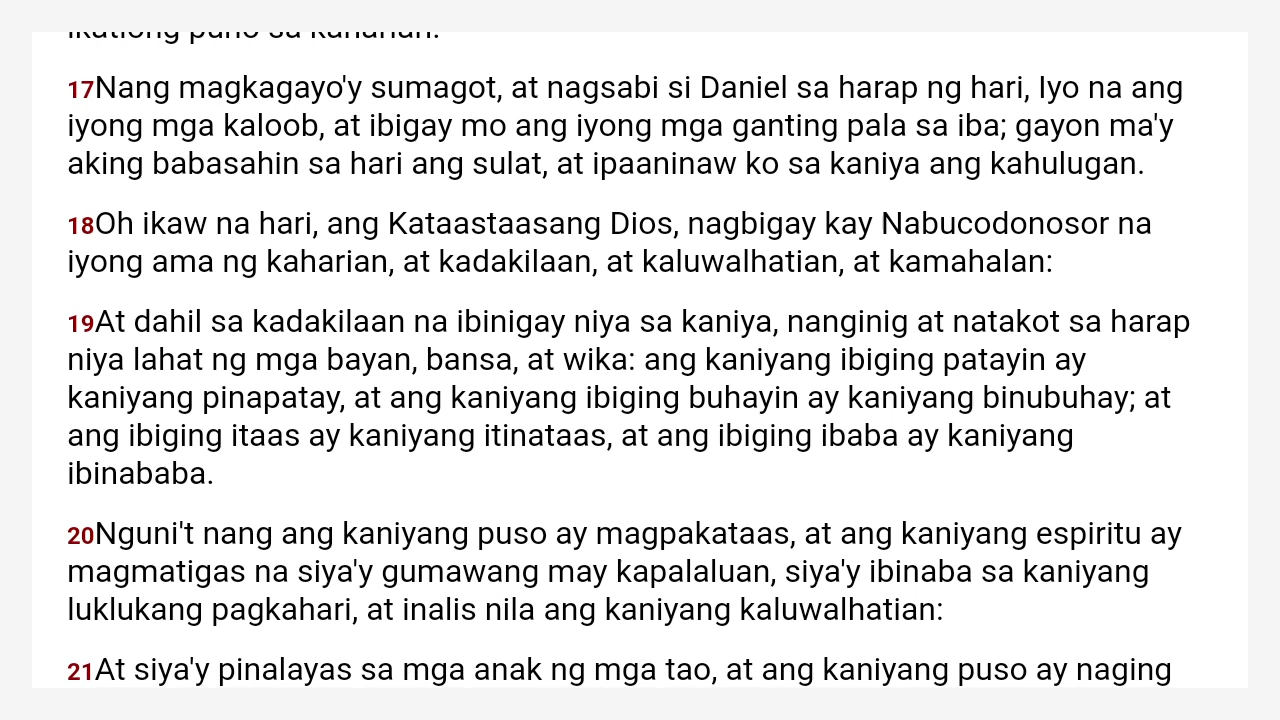 ikatlong puno sa kaharian.
17Nang magkagayo'y sumagot, at nagsabi si Daniel sa harap ng hari, Iyo na ang
iyong mga kaloob, at ibigay mo ang iyong mga ganting pala sa iba; gayon ma'y
aking babasahin sa hari ang sulat, at ipaaninaw ko sa kaniya ang kahulugan.
18Oh ikaw na hari, ang Kataastaasang Dios, nagbigay kay Nabucodonosor na
iyong ama ng kaharian, at kadakilaan, at kaluwalhatian, at kamahalan:
19At dahil sa kadakilaan na ibinigay niya sa kaniya, nanginig at natakot sa harap
niya lahat ng mga bayan, bansa, at wika: ang kaniyang ibiging patayin ay
kaniyang pinapatay, at ang kaniyang ibiging buhayin ay kaniyang binubuhay; at
ang ibiging itaas ay kaniyang itinataas, at ang ibiging ibaba ay kaniyang
ibinababa.
20Nguni't nang ang kaniyang puso ay magpakataas, at ang kaniyang espiritu ay
magmatigas na siya'y gumawang may kapalaluan, siya'y ibinaba sa kaniyang
luklukang pagkahari, at inalis nila ang kaniyang kaluwalhatian:
21At siya'y pinalayas sa mga anak ng mga tao, at ang kaniyang puso ay naging